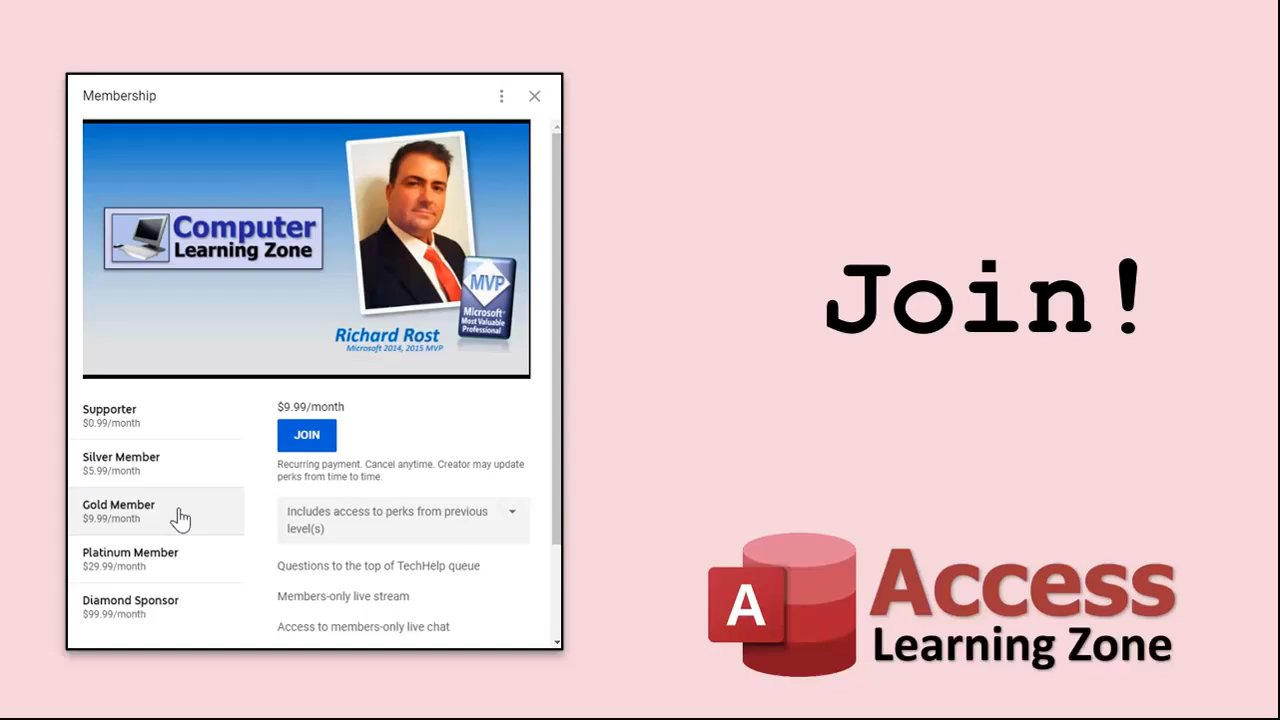 Membership
Computer
Learning Zone
MVP
Microsoft®
Most Valuable
Professional
Richard Rost
Microsoft 2014, 2015 MVP
Supporter
$0.99/month
Silver Member
$5.99/month
Gold Member
$9.99/month
Platinum Member
$29.99/month
Diamond Sponsor
$99.99/month
$9.99/month
JOIN
Recurring payment. Cancel anytime. Creator may update
perks from time to time.
Includes access to perks from previous
level(s)
Questions to the top of TechHelp queue
Members-only live stream
Access to members-only live chat
Join!
A
Access
Learning Zone